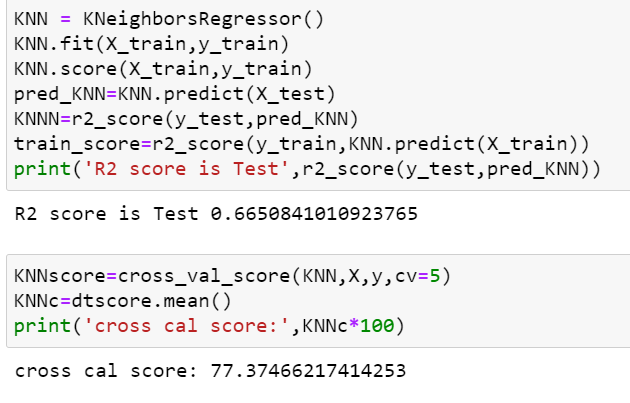 KNN = KNeighborsRegressor()
KNN.fit(X_train,y_train)
KNN.score(X_train,y_train)
pred_KNN=KNN.predict(X_test)
KNNN=r2_score(y_test,pred_KNN)
train_score=r2_score(y_train,KNN.predict(X_train))
print('R2 score is Test',r2_score(y_test,pred_KNN))
R2 score is Test 0.6650841010923765
KNNscore=cross_val_score(KNN,X,y,cv=5)
KNNc=dtscore.mean()
print('cross cal score:',KNNc*100)
cross cal score: 77.37466217414253